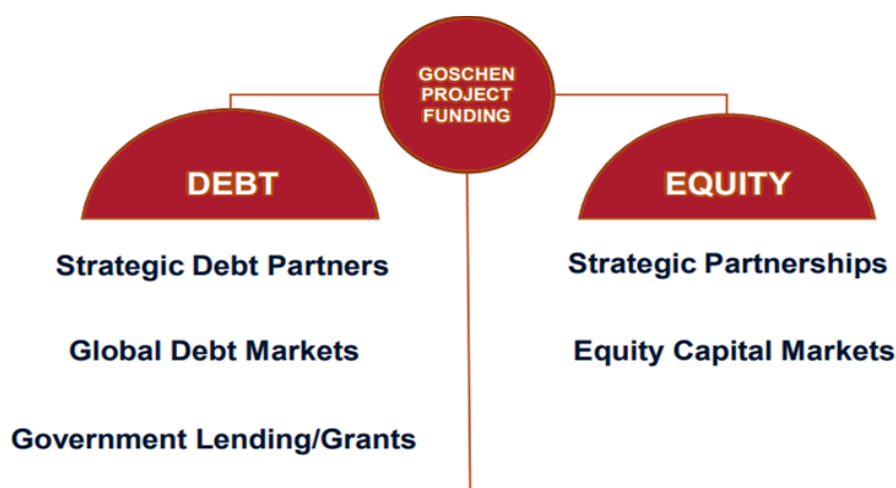 GOSCHEN
PROJECT
FUNDING
DEBT
Strategic Debt Partners
Global Debt Markets
Government Lending/Grants
EQUITY
Strategic Partnerships
Equity Capital Markets